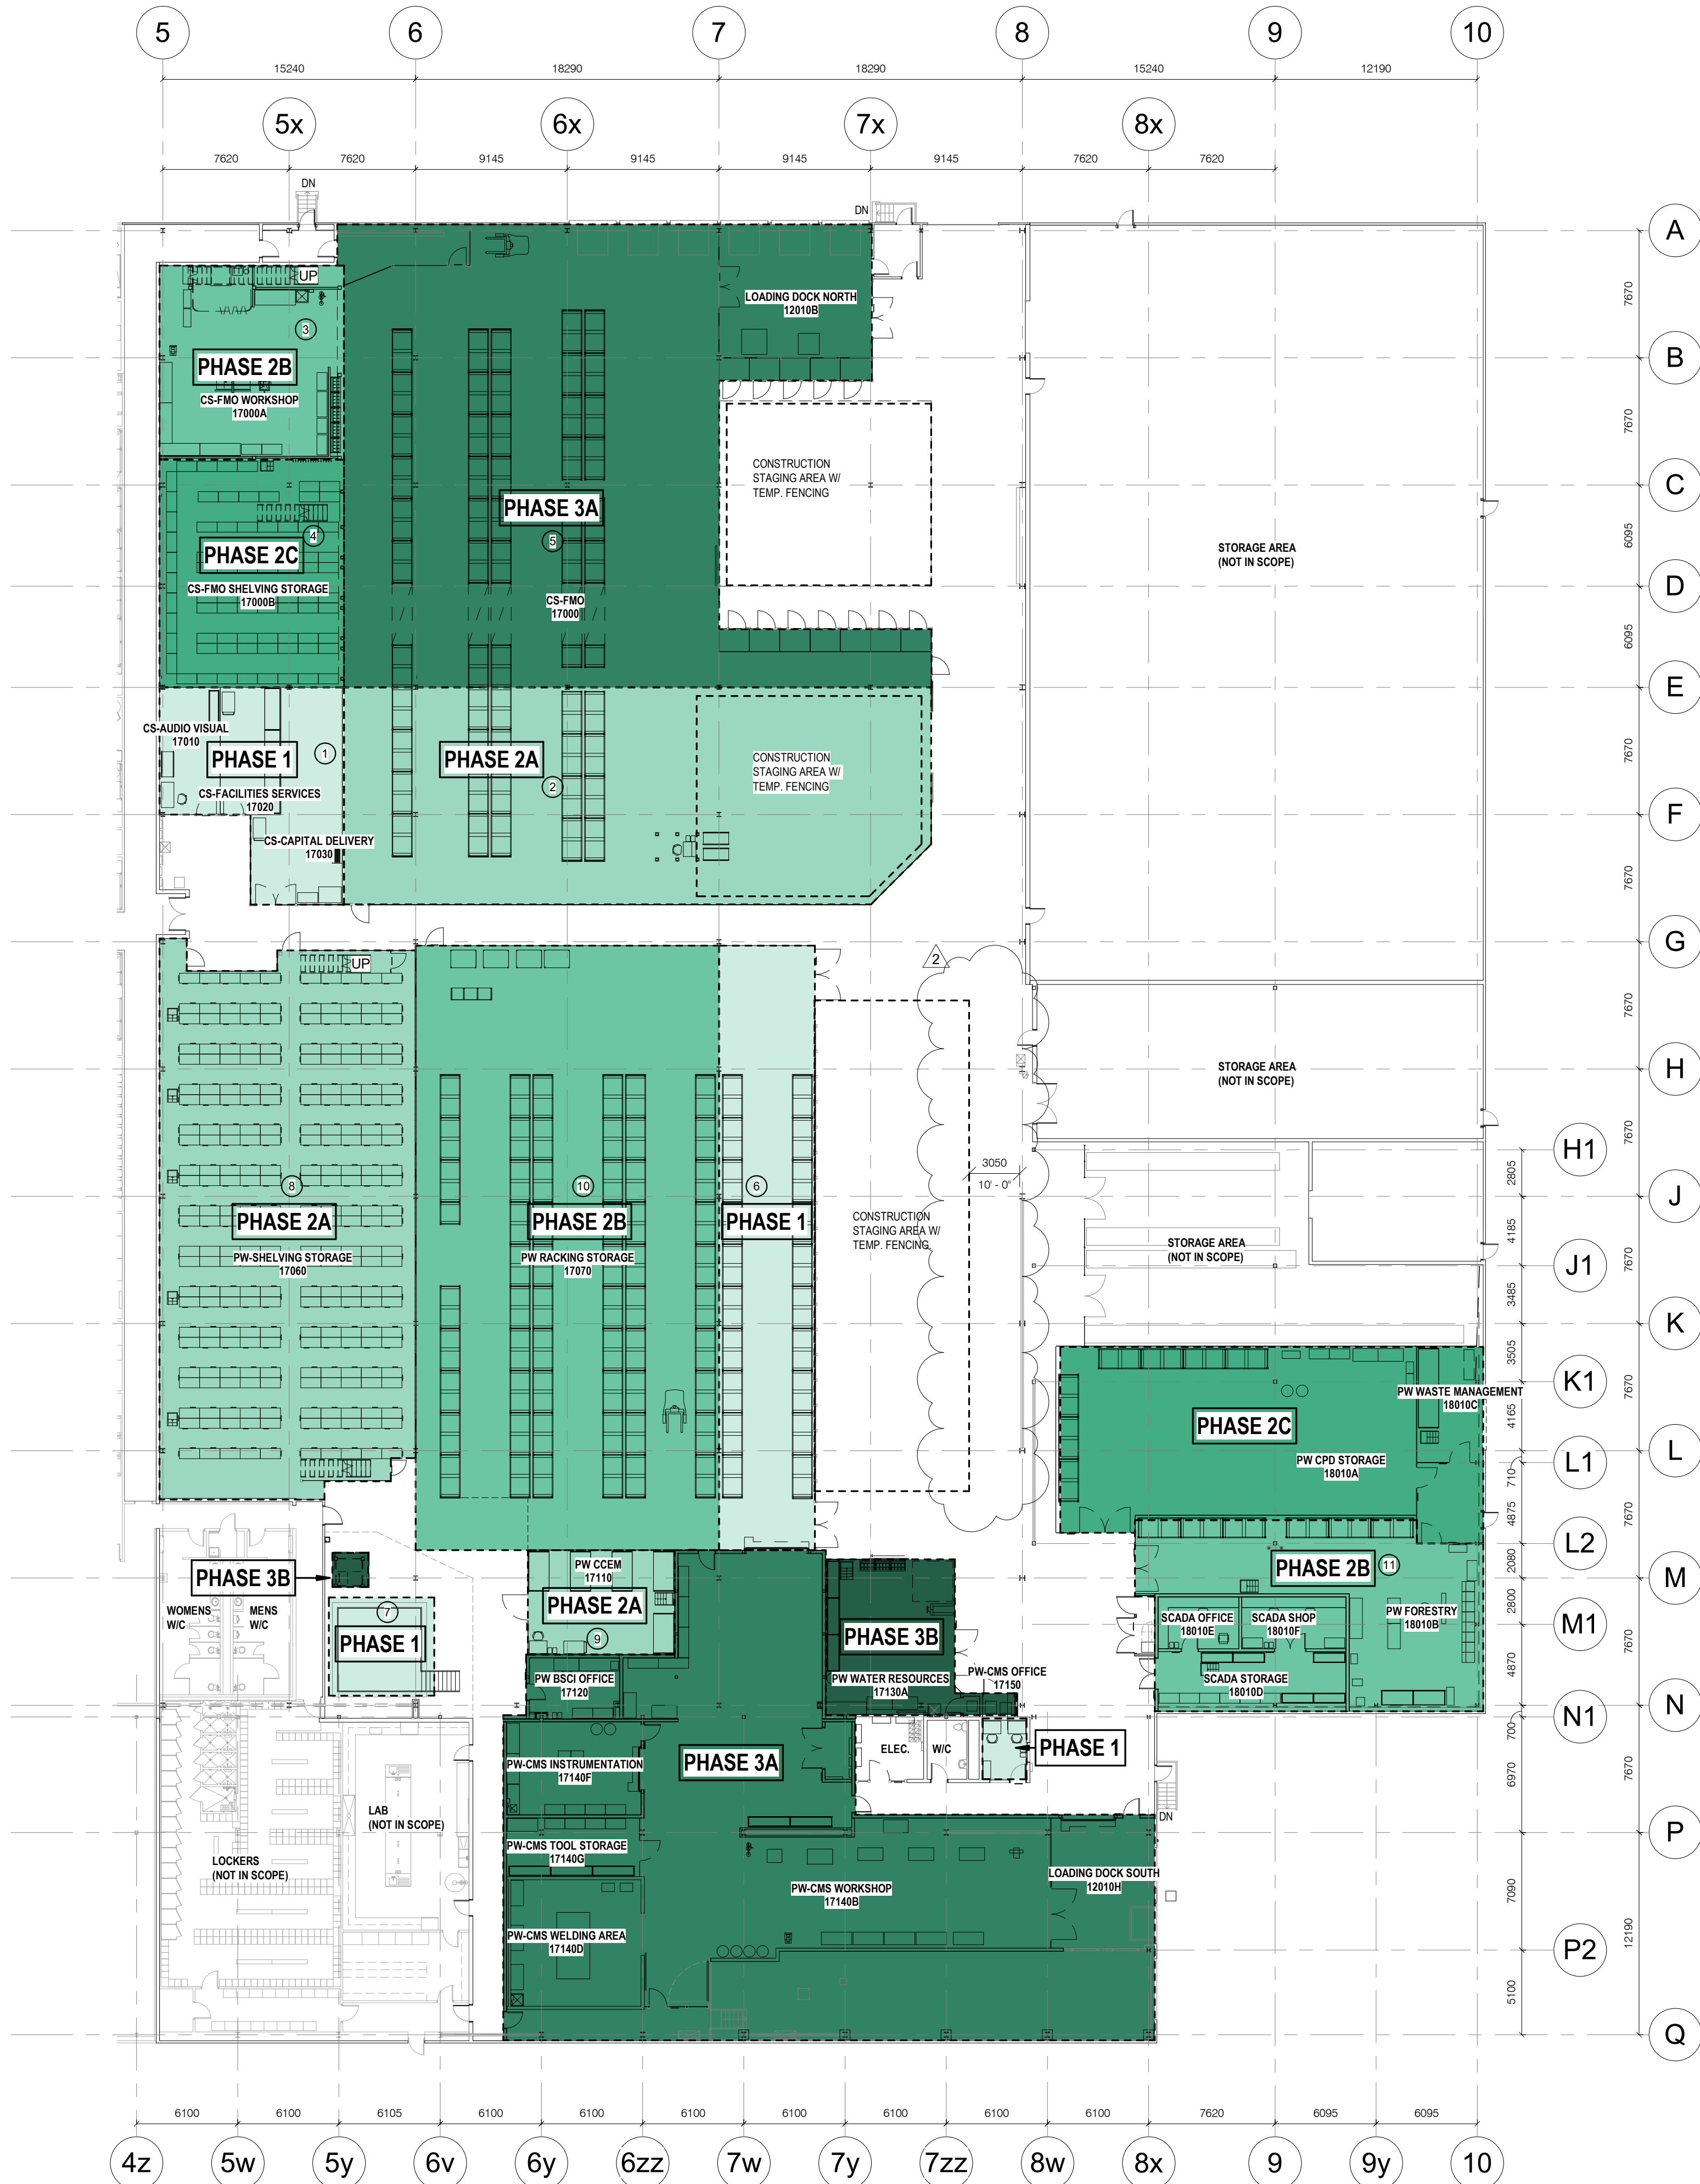 5
6
7
8
9
10
15240
18290
18290
15240
12190
5x
6x
7x
8x
7620
7620
9145
9145
9145
9145
7620
7620
DN
DN
A
7670
B
7670
C
6095
D
6095
E
7670
F
7670
G
7670
H
7670
H1
2805
J
4185
7670
J1
3485
K
3505
K1
7670
4165
L
L1
710
4875
7670
L2
2080
M
2800
M1
7670
4870
N
N1
700
6970
7670
P
7090
P2
12190
5100
Q
UP
3
PHASE 2B
CS-FMO WORKSHOP
17000A
LOADING DOCK NORTH
12010B
CONSTRUCTION
STAGING AREA W/
TEMP. FENCING
PHASE 3A
5
CS-FMO
17000
4
PHASE 2C
CS-FMO SHELVING STORAGE
17000B
STORAGE AREA
(NOT IN SCOPE)
CS-AUDIO VISUAL
17010
PHASE 1
1
CS-FACILITIES SERVICES
17020
CS-CAPITAL DELIVERY
17030
PHASE 2A
2
CONSTRUCTION
STAGING AREA W/
TEMP. FENCING
UP
2
STORAGE AREA
(NOT IN SCOPE)
8
PHASE 2A
PW-SHELVING STORAGE
17060
10
PHASE 2B
PW RACKING STORAGE
17070
6
PHASE 1
3050
10' - 0"
CONSTRUCTION
STAGING AREA W/
TEMP. FENCING
STORAGE AREA
(NOT IN SCOPE)
PW WASTE MANAGEMENT
18010C
PHASE 2C
PW CPD STORAGE
18010A
PHASE 2B
11
PW FORESTRY
18010B
SCADA OFFICE
18010E
SCADA SHOP
18010F
SCADA STORAGE
18010D
PHASE 3B
WOMENS
W/C
MENS
W/C
7
PHASE 1
PW CCEM
17110
PHASE 2A
9
PW BSCI OFFICE
17120
PHASE 3B
PW WATER RESOURCES
17130A
PW-CMS OFFICE
17150
ELEC.
W/C
PHASE 1
PHASE 3A
PW-CMS INSTRUMENTATION
17140F
PW-CMS TOOL STORAGE
17140G
PW-CMS WELDING AREA
17140D
PW-CMS WORKSHOP
17140B
LOADING DOCK SOUTH
12010H
DN
LAB
(NOT IN SCOPE)
LOCKERS
(NOT IN SCOPE)
6100
6100
6105
6100
6100
6100
6100
6100
6100
6100
7620
6095
6095
4z
5w
5y
6v
6y
6zz
7w
7y
7zz
8w
8x
9
9y
10